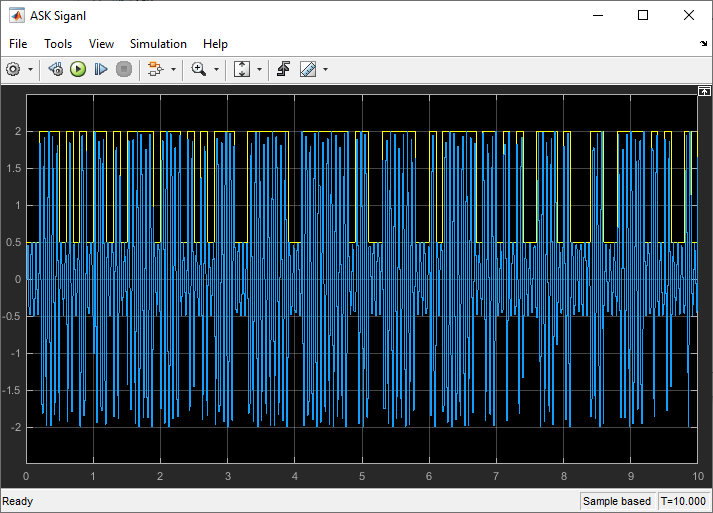 ASK Siganl
File Tools View Simulation Help
2
1.5
1
0.5
0
-0.5
-1
-1.5
-2
0 1 2 3 4 5 6 7 8 9 10
Ready Sample based T=10.000